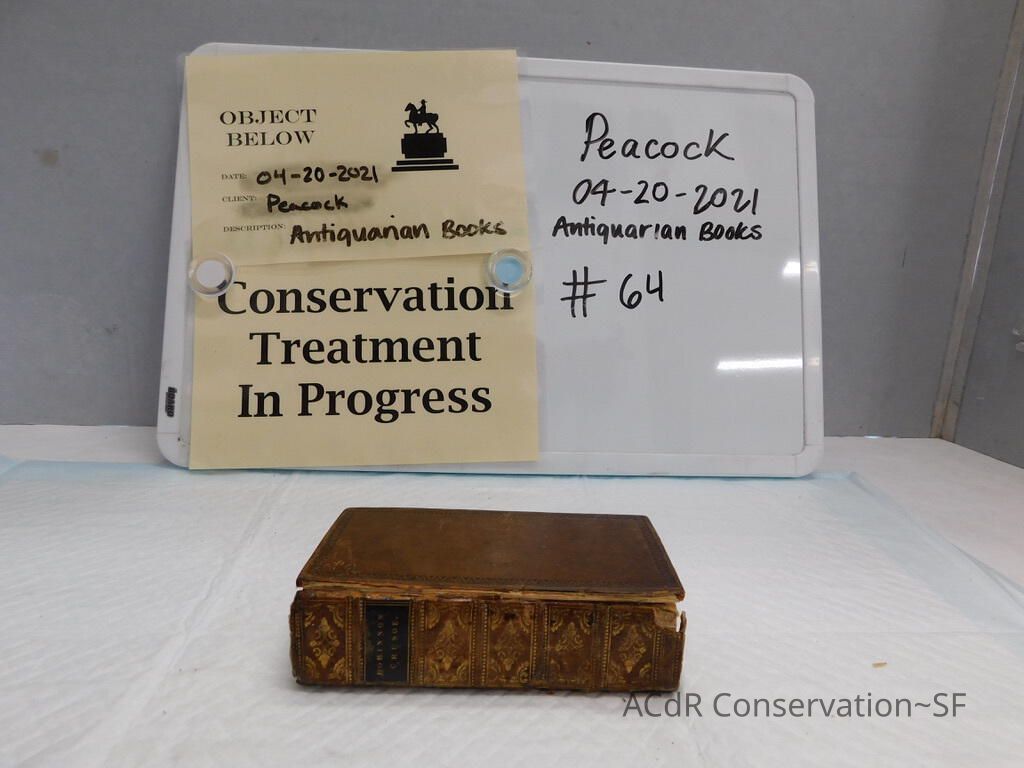 OBJECT
BELOW
DATE: 04-20-2021
CLIENT: Peacock
DESCRIPTION: Antiquarian Books
Conservation
Treatment
In Progress
Peacock
04-20-2021
Antiquarian Books
# 64
ROBINSON
CRUSOE.
ACdR Conservation~SF